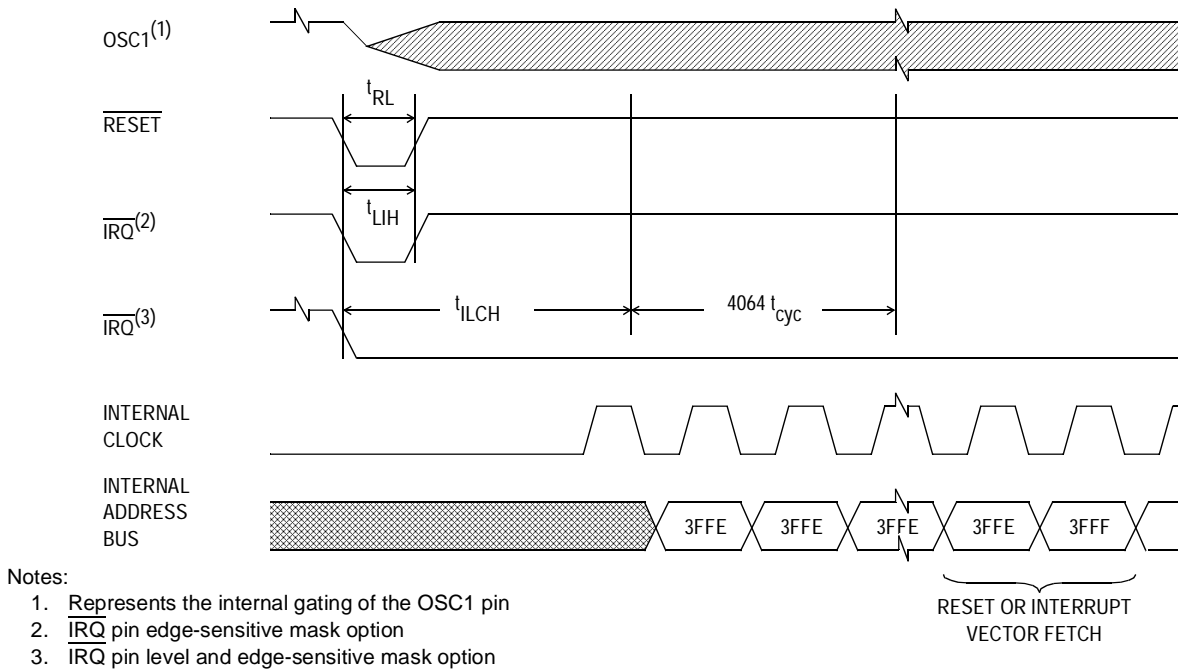 OSC1(1)
tRL
RESET
tLIH
IRQ(2)
IRQ(3)
tILCH
4064 tcyc
INTERNAL
CLOCK
INTERNAL
ADDRESS
BUS
3FFE 3FFE 3FFE 3FFE 3FFF
RESET OR INTERRUPT
VECTOR FETCH
Notes:
1. Represents the internal gating of the OSC1 pin
2. IRQ pin edge-sensitive mask option
3. IRQ pin level and edge-sensitive mask option